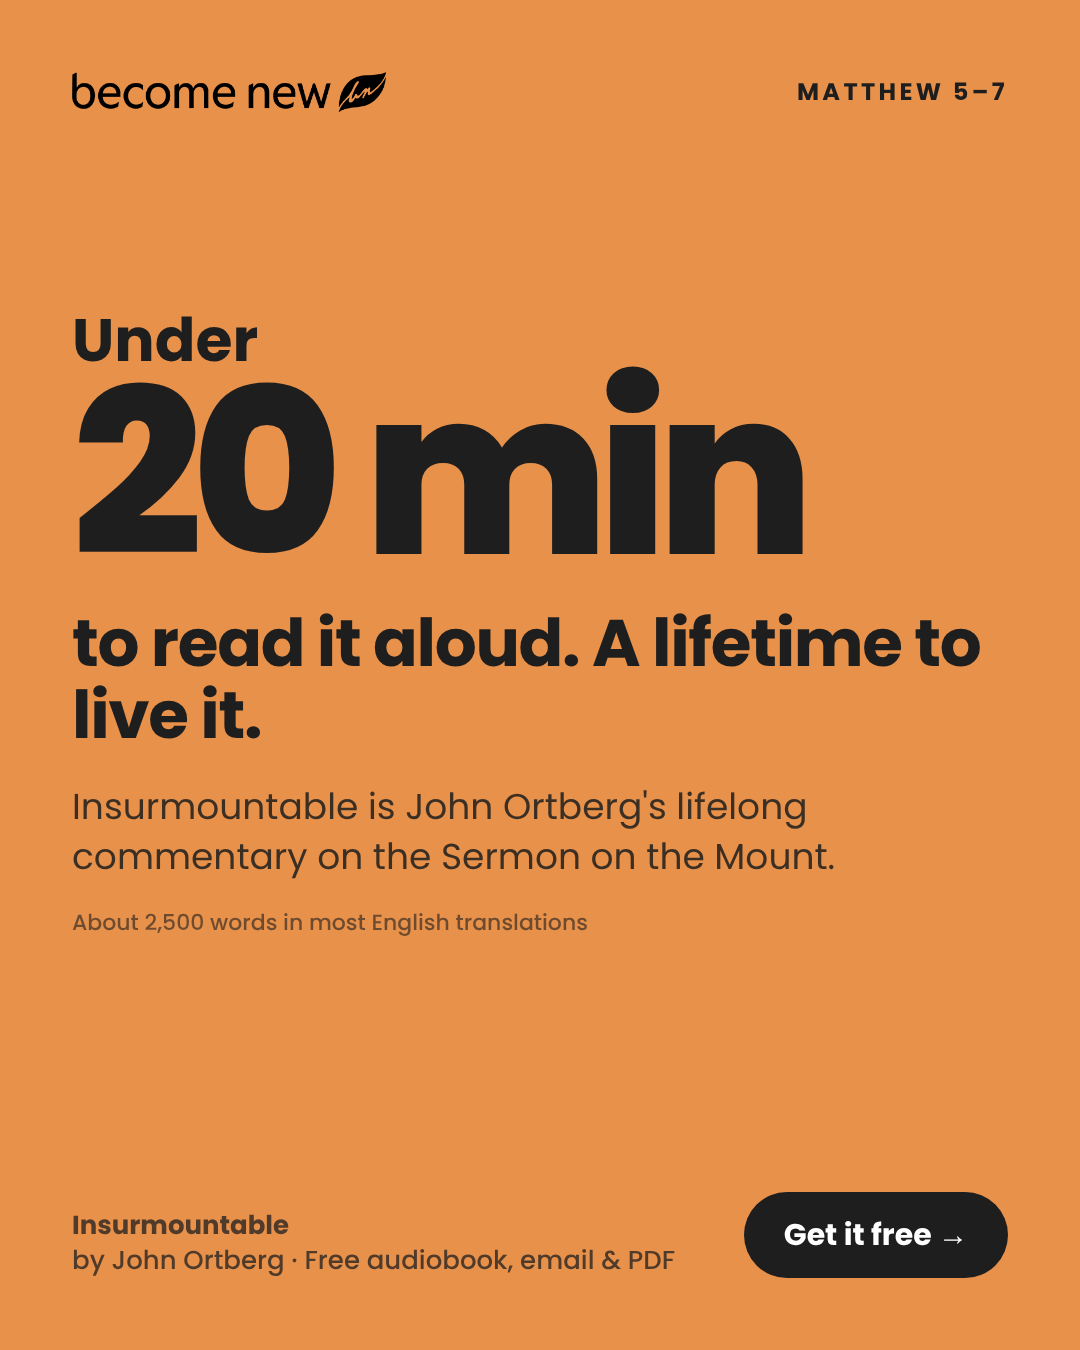 become new bn
MATTHEW 5–7
Under
20 min
to read it aloud. A lifetime to
live it.
Insurmountable is John Ortberg's lifelong
commentary on the Sermon on the Mount.
About 2,500 words in most English translations
Insurmountable
by John Ortberg · Free audiobook, email & PDF
Get it free →